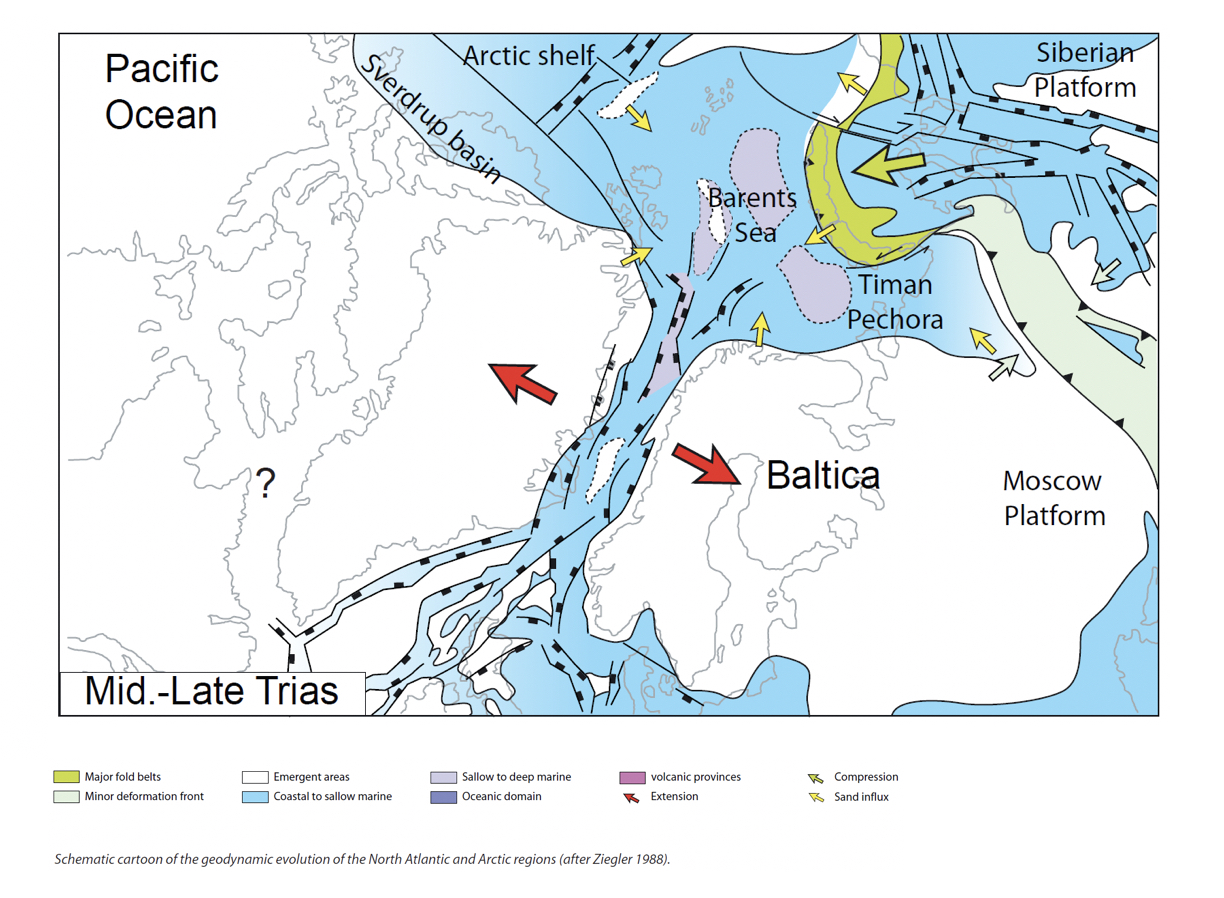 Pacific
Ocean
Arctic shelf
Sverdrup basin
Siberian
Platform
Barents
Sea
Timan
Pechora
?
Baltica
Moscow
Platform
Mid.-Late Trias
Major fold belts
Emergent areas
Sallow to deep marine
volcanic provinces
Compression
Minor deformation front
Coastal to sallow marine
Oceanic domain
Extension
Sand influx
Schematic cartoon of the geodynamic evolution of the North Atlantic and Arctic regions (after Ziegler 1988).